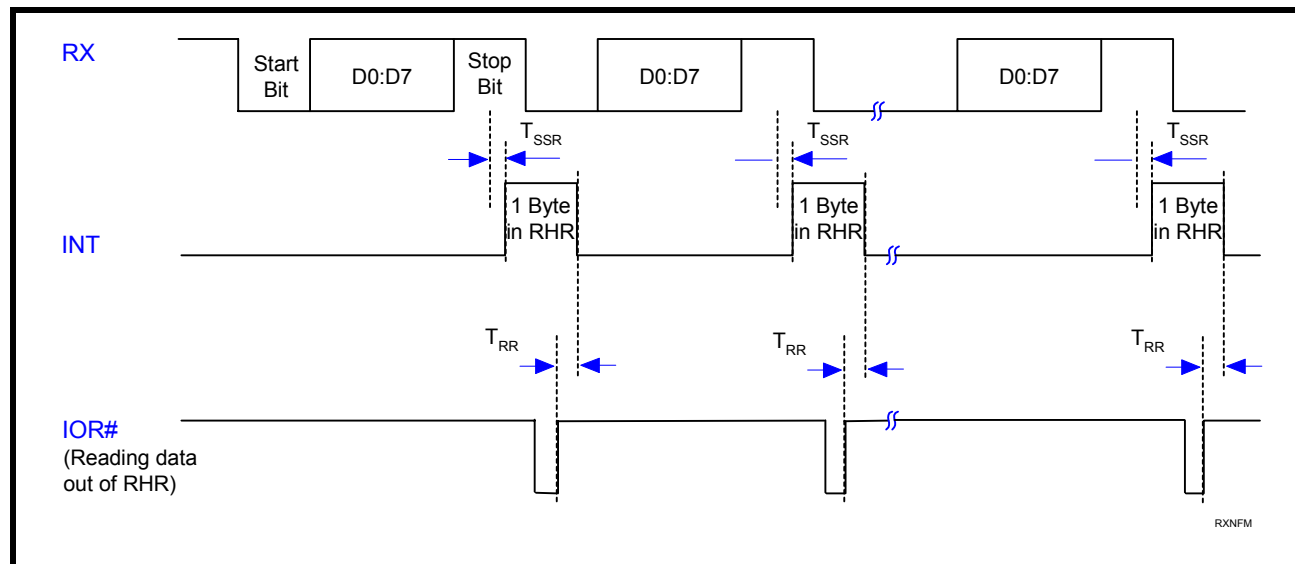 RX
Start
Bit
D0:D7
Stop
Bit
D0:D7
D0:D7
TSSR
TSSR
TSSR
INT
1 Byte
in RHR
1 Byte
in RHR
1 Byte
in RHR
TRR
TRR
TRR
IOR#
(Reading data
out of RHR)
RXNFM